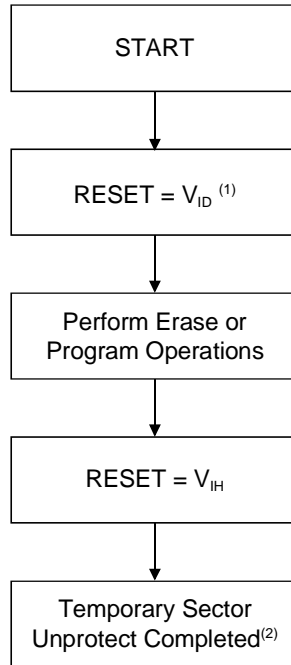 START
RESET = V_ID (1)
Perform Erase or
Program Operations
RESET = V_IH
Temporary Sector
Unprotect Completed(2)